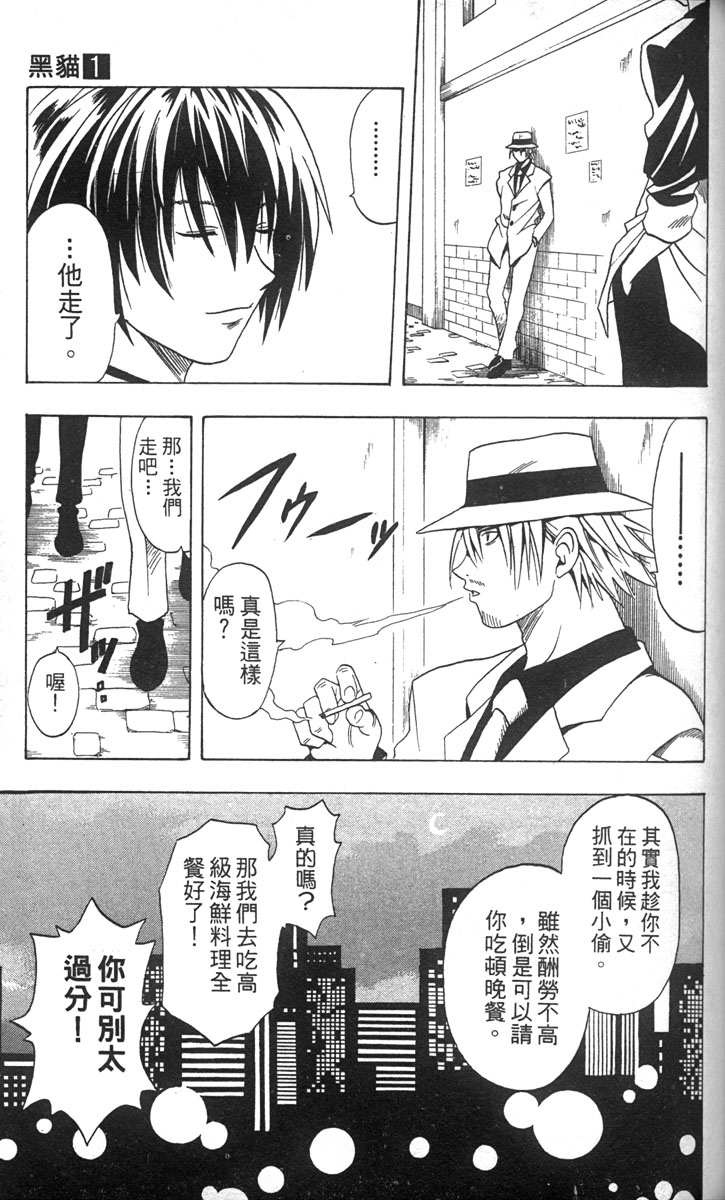 黑貓1
………
…他走了。
…………
真是這樣
嗎？
フーッ
那…我們
走吧…
ザッ…
喔！
其實我趁你不
在的時候，又
抓到一個小偷。
雖然酬勞不高
，倒是可以請
你吃頓晚餐。
真的嗎？
那我們去吃高
級海鮮料理全
餐好了！
你可別太
過分！